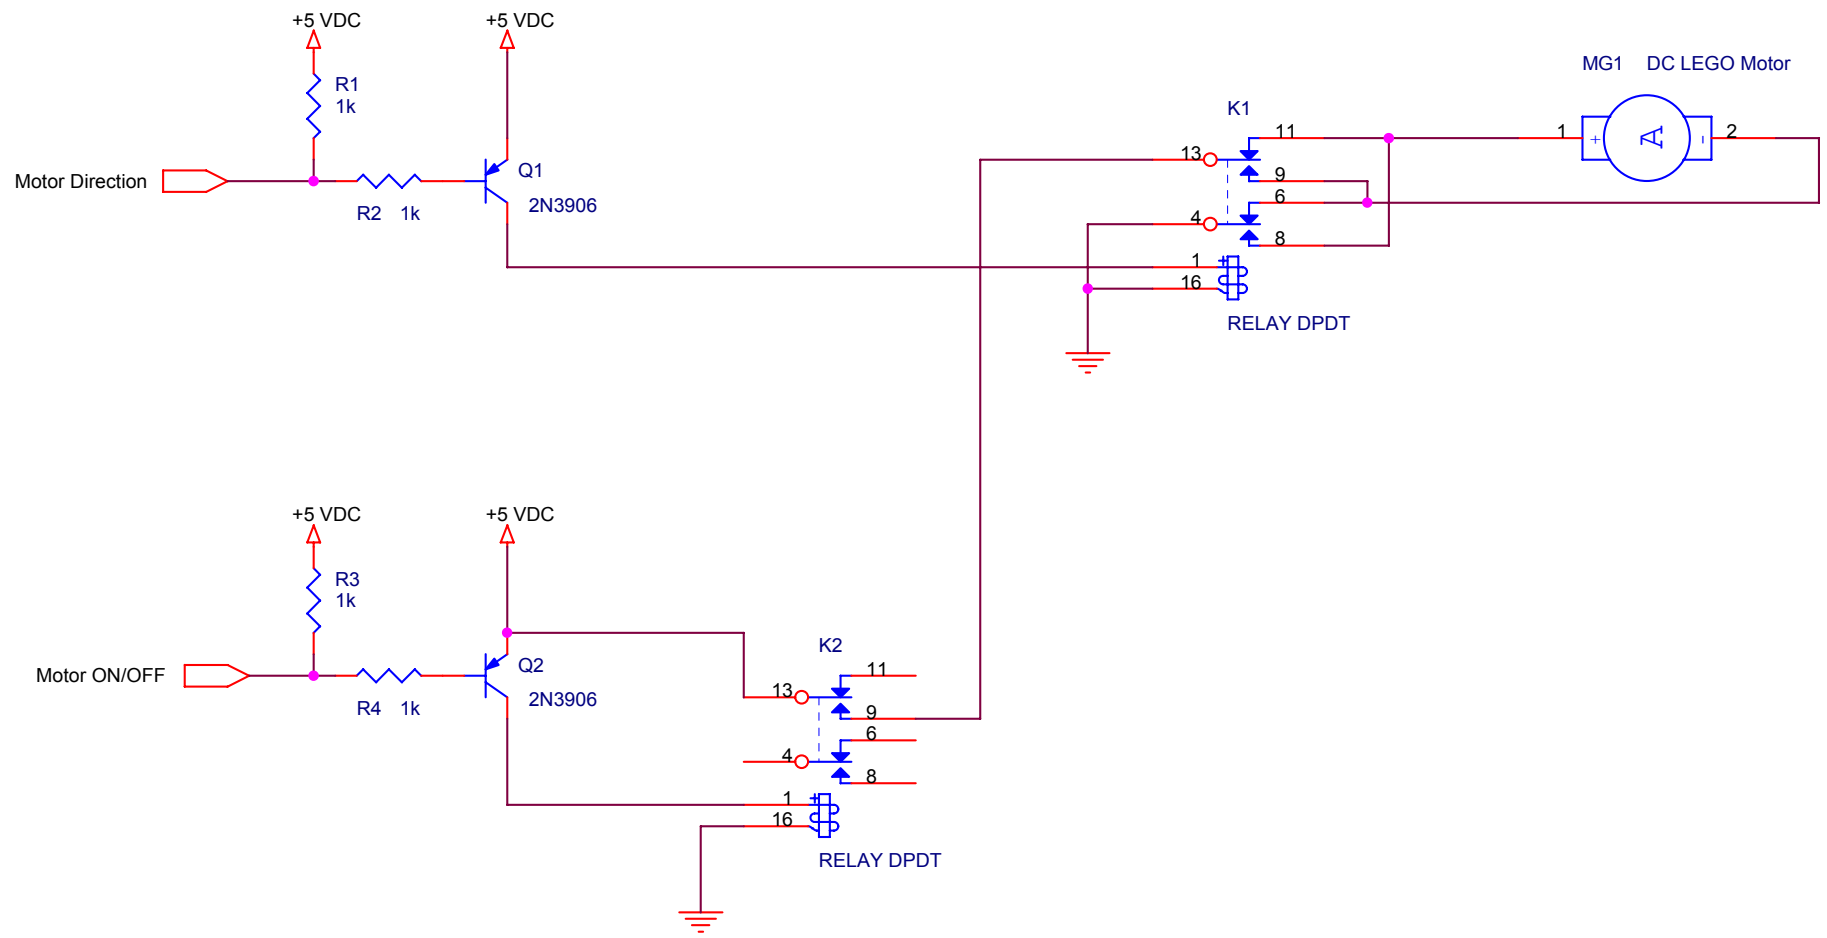 +5 VDC
+5 VDC
R1
1k
Motor Direction
R2 1k
Q1
2N3906
MG1 DC LEGO Motor
K1
11
13
9
6
4
8
1
16
RELAY DPDT
1
+
A
-
2
+
+5 VDC
+5 VDC
R3
1k
Motor ON/OFF
R4 1k
Q2
2N3906
K2
11
13
9
6
4
8
1
+
16
RELAY DPDT